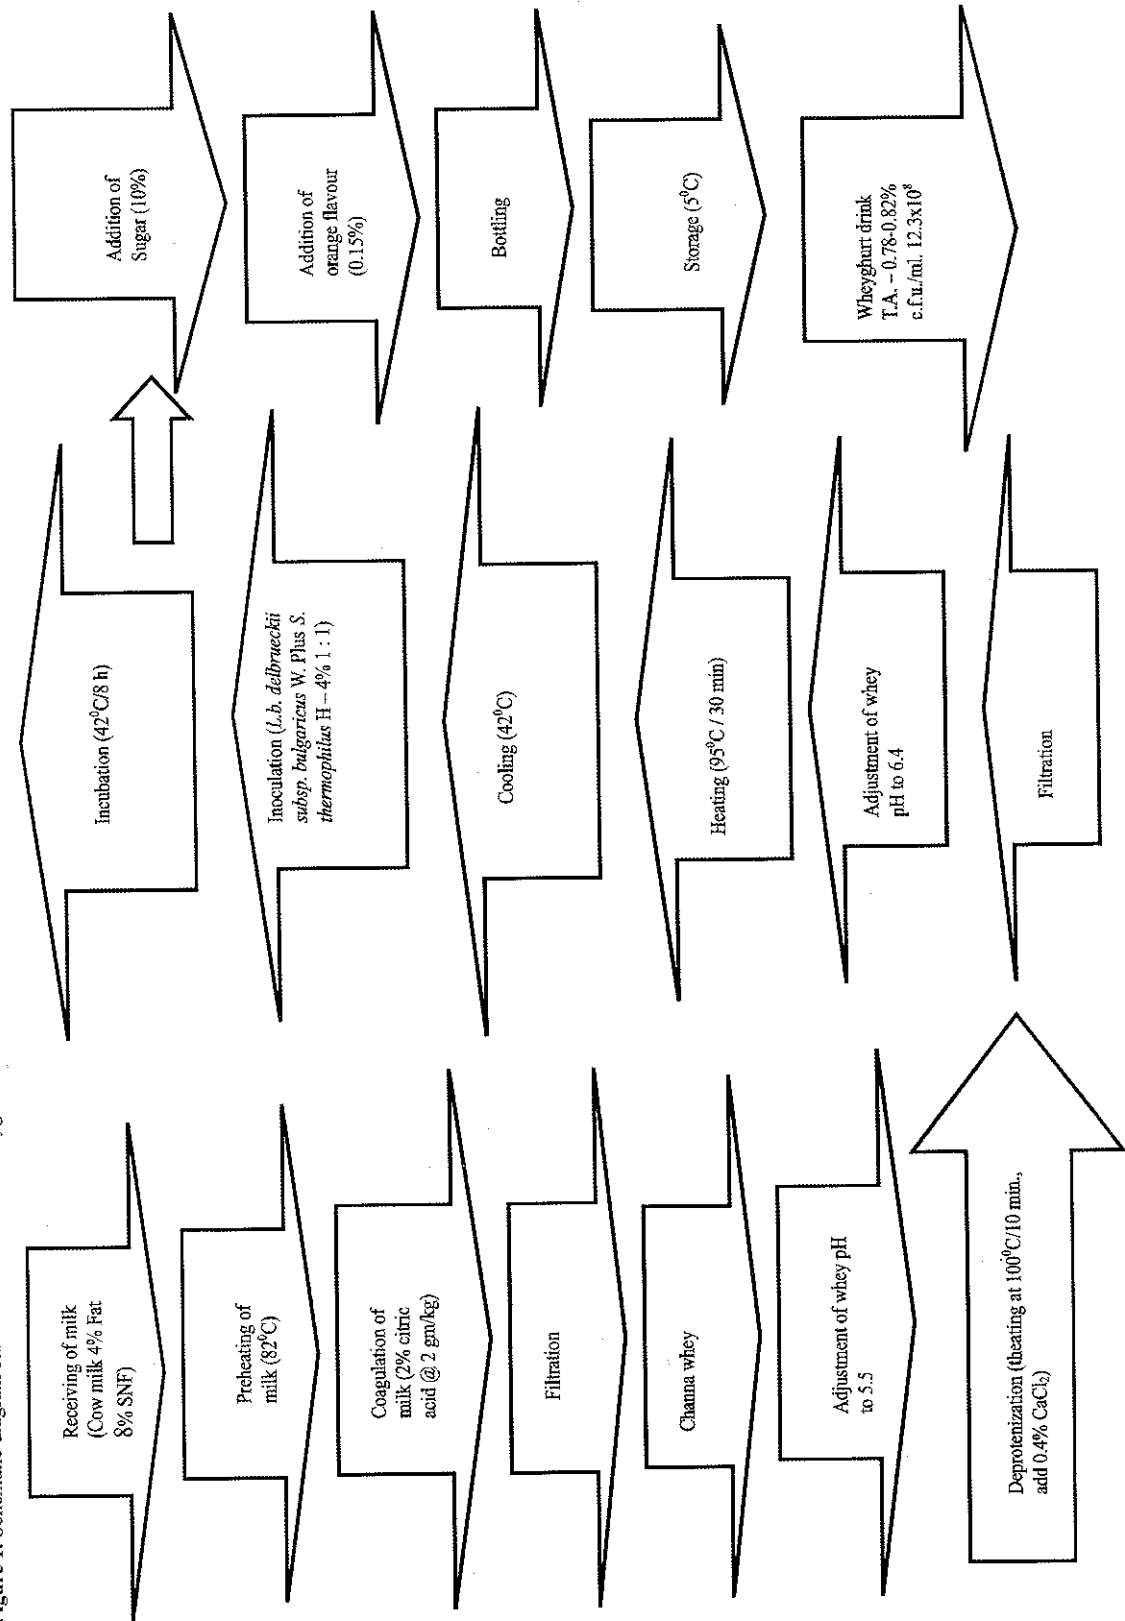 Figure 1. Schematic diagram
Receiving of milk
(Cow milk 4% Fat
8% SNF)
Preheating of
milk (82⁰C)
Coagulation of
milk (2% citric
acid @ 2 gm/kg)
Filtration
Channa whey
Adjustment of whey pH
to 5.5
Deprotenization (theating at 100⁰C/10 min.,
add 0.4% CaCl₂)
Filtration
Adjustment of whey
pH to 6.4
Heating (95⁰C / 30 min)
Cooling (42⁰C)
Inoculation (L.b. delbrueckii
subsp. bulgaricus W. Plus S.
thermophilus H – 4% 1 : 1)
Incubation (42⁰C/8 h)
Addition of
Sugar (10%)
Addition of
orange flavour
(0.15%)
Bottling
Storage (5⁰C)
Wheyghurt drink
T.A. – 0.78-0.82%
c.f.u./ml. 12.3x10⁸